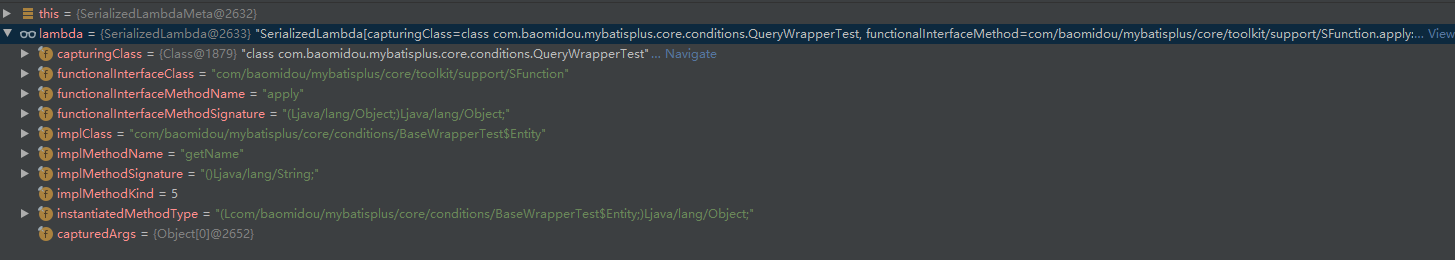 this = {SerializedLambdaMeta@2632}
lambda = {SerializedLambda@2633} "SerializedLambda[capturingClass=class com.baomidou.mybatisplus.core.conditions.QueryWrapperTest, functionalInterfaceMethod=com/baomidou/mybatisplus/core/toolkit/support/SFunction.apply:... View
capturingClass = {Class@1879} "class com.baomidou.mybatisplus.core.conditions.QueryWrapperTest"... Navigate
functionalInterfaceClass = "com/baomidou/mybatisplus/core/toolkit/support/SFunction"
functionalInterfaceMethodName = "apply"
functionalInterfaceMethodSignature = "(Ljava/lang/Object;)Ljava/lang/Object;"
implClass = "com/baomidou/mybatisplus/core/conditions/BaseWrapperTest$Entity"
implMethodName = "getName"
implMethodSignature = "()Ljava/lang/String;"
implMethodKind = 5
instantiatedMethodType = "(Lcom/baomidou/mybatisplus/core/conditions/BaseWrapperTest$Entity;)Ljava/lang/Object;"
capturedArgs = {Object[0]@2652}